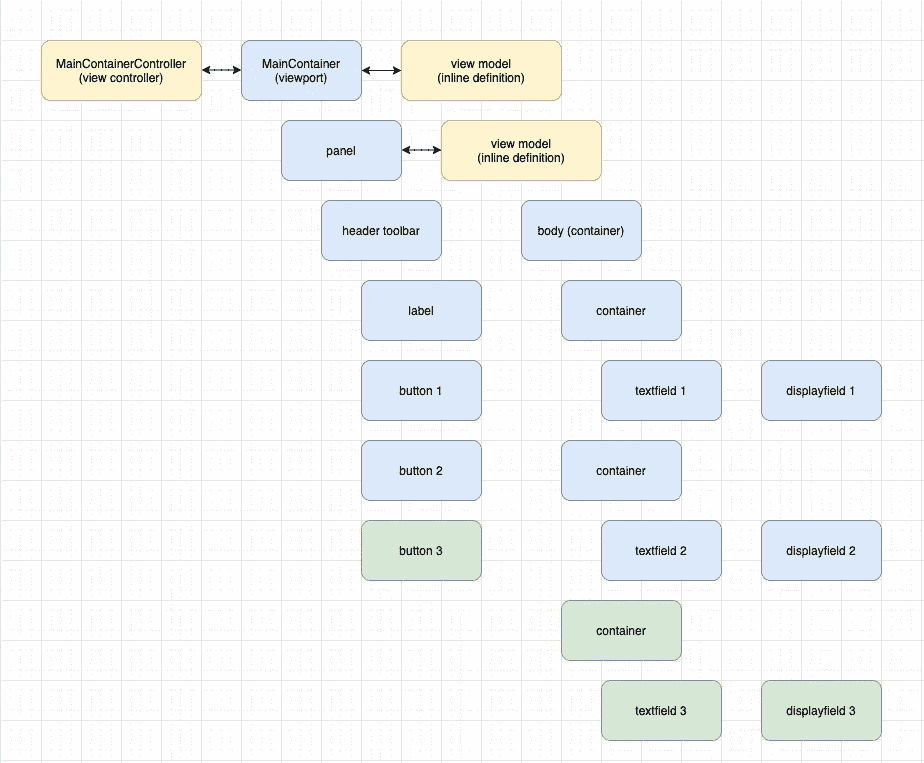 MainContainerController
(view controller)
MainContainer
(viewport)
view model
(inline definition)
panel
view model
(inline definition)
header toolbar
body (container)
label
container
button 1
textfield 1
displayfield 1
button 2
container
button 3
textfield 2
displayfield 2
container
textfield 3
displayfield 3